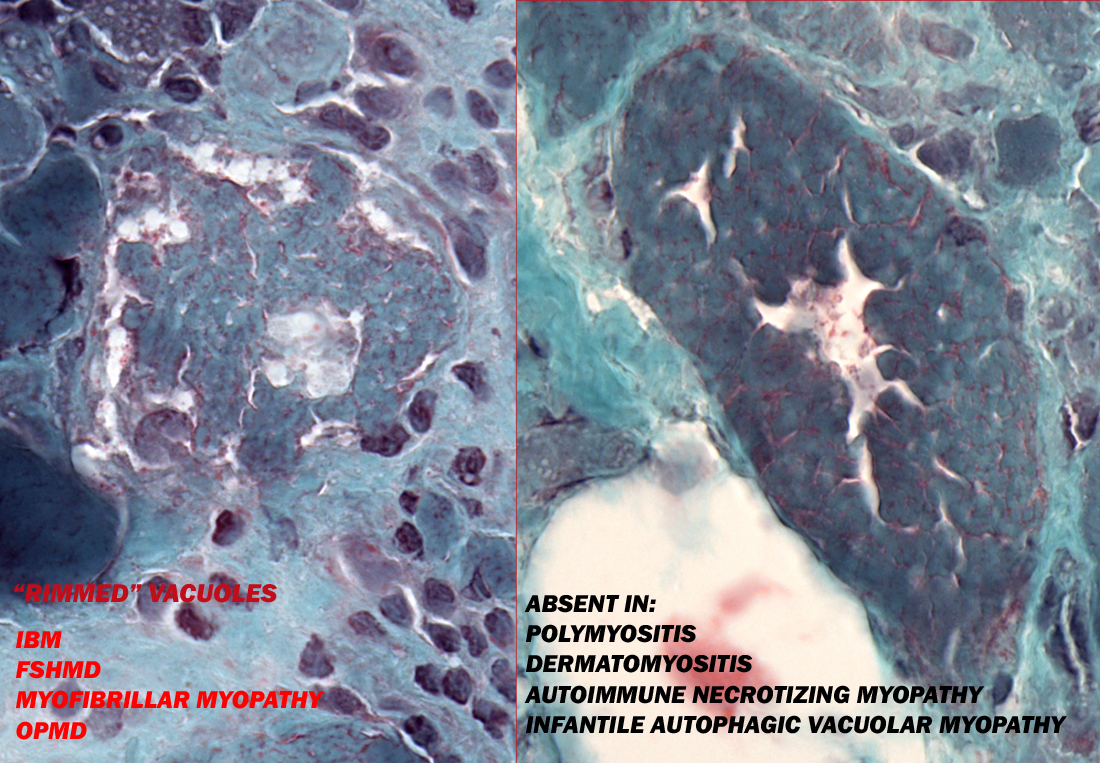 “RIMMED” VACUOLES
IBM
FSHMD
MYOFIBRILLAR MYOPATHY
OPMD
ABSENT IN:
POLYMYOSITIS
DERMATOMYOSITIS
AUTOIMMUNE NECROTIZING MYOPATHY
INFANTILE AUTOPHAGIC VACUOLAR MYOPATHY